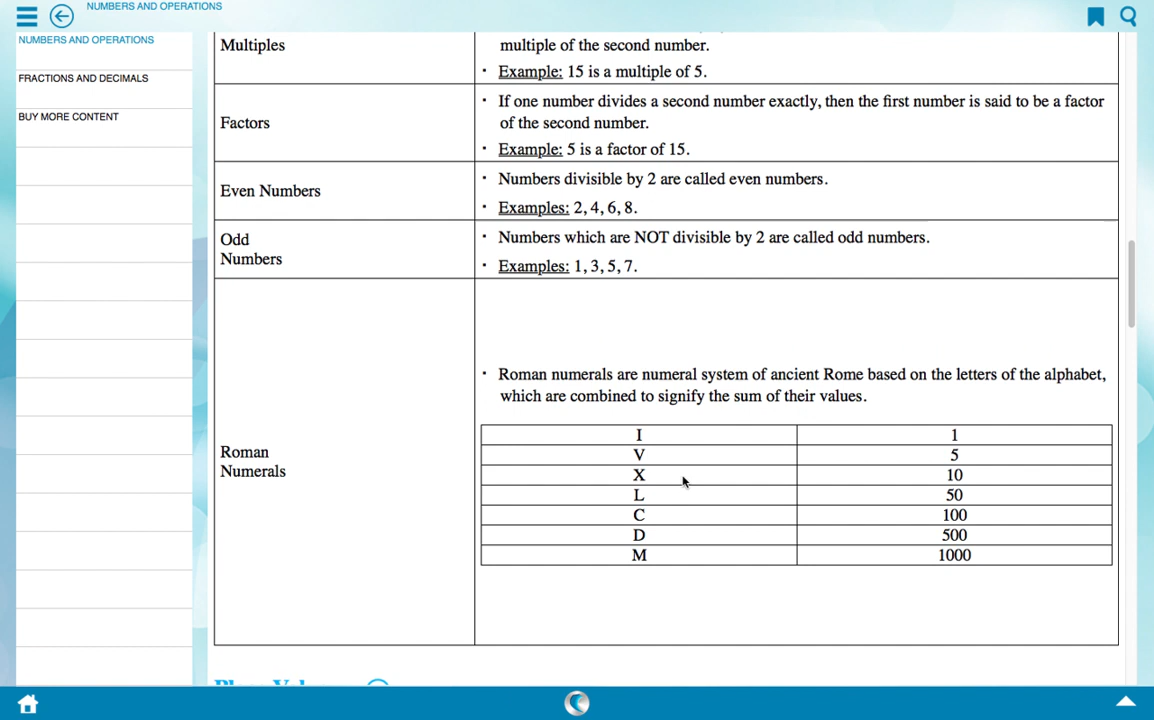 NUMBERS AND OPERATIONS
NUMBERS AND OPERATIONS
FRACTIONS AND DECIMALS
BUY MORE CONTENT
Multiples
multiple of the second number.
· Example: 15 is a multiple of 5.
Factors
· If one number divides a second number exactly, then the first number is said to be a factor
of the second number.
· Example: 5 is a factor of 15.
Even Numbers
· Numbers divisible by 2 are called even numbers.
· Examples: 2, 4, 6, 8.
Odd
Numbers
· Numbers which are NOT divisible by 2 are called odd numbers.
· Examples: 1, 3, 5, 7.
Roman
Numerals
· Roman numerals are numeral system of ancient Rome based on the letters of the alphabet,
which are combined to signify the sum of their values.
I 1
V 5
X 10
L 50
C 100
D 500
M 1000